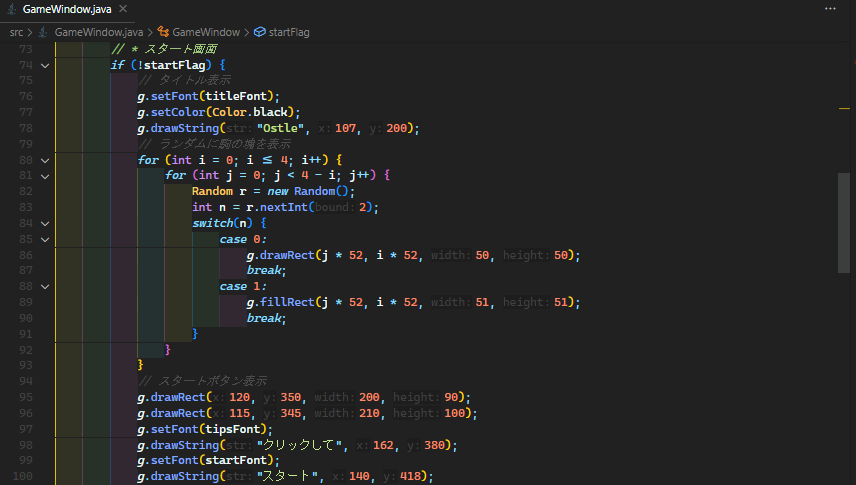 GameWindow.java ×
src > GameWindow.java > GameWindow > startFlag
73 // * スタート画面
74 if (!startFlag) {
75 // タイトル表示
76 g.setFont(titleFont);
77 g.setColor(Color.black);
78 g.drawString(str: "Ostle", x: 107, y: 200);
79 // ランダムに駒の塊を表示
80 for (int i = 0; i ≤ 4; i++) {
81 for (int j = 0; j < 4 - i; j++) {
82 Random r = new Random();
83 int n = r.nextInt(bound: 2);
84 switch(n) {
85 case 0:
86 g.drawRect(j * 52, i * 52, width: 50, height: 50);
87 break;
88 case 1:
89 g.fillRect(j * 52, i * 52, width: 51, height: 51);
90 break;
91 }
92 }
93 }
94 // スタートボタン表示
95 g.drawRect(x: 120, y: 350, width: 200, height: 90);
96 g.drawRect(x: 115, y: 345, width: 210, height: 100);
97 g.setFont(tipsFont);
98 g.drawString(str: "クリックして", x: 162, y: 380);
99 g.setFont(startFont);
100 g.drawString(str: "スタート", x: 140, y: 418);